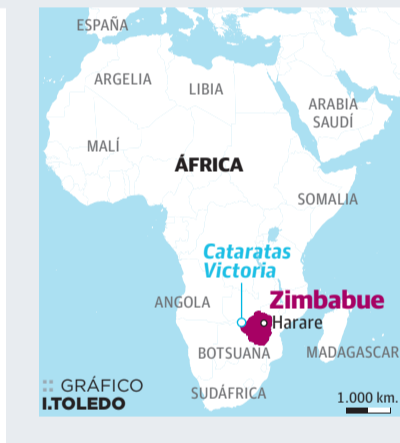 ESPAÑA
ARGELIA
LIBIA
ARABIA
SAUDÍ
MALÍ
ÁFRICA
SOMALIA
Cataratas
Victoria
ANGOLA
Zimbabue
Harare
BOTSUANA
MADAGASCAR
GRÁFICO
I.TOLEDO
SUDÁFRICA
1.000 km.